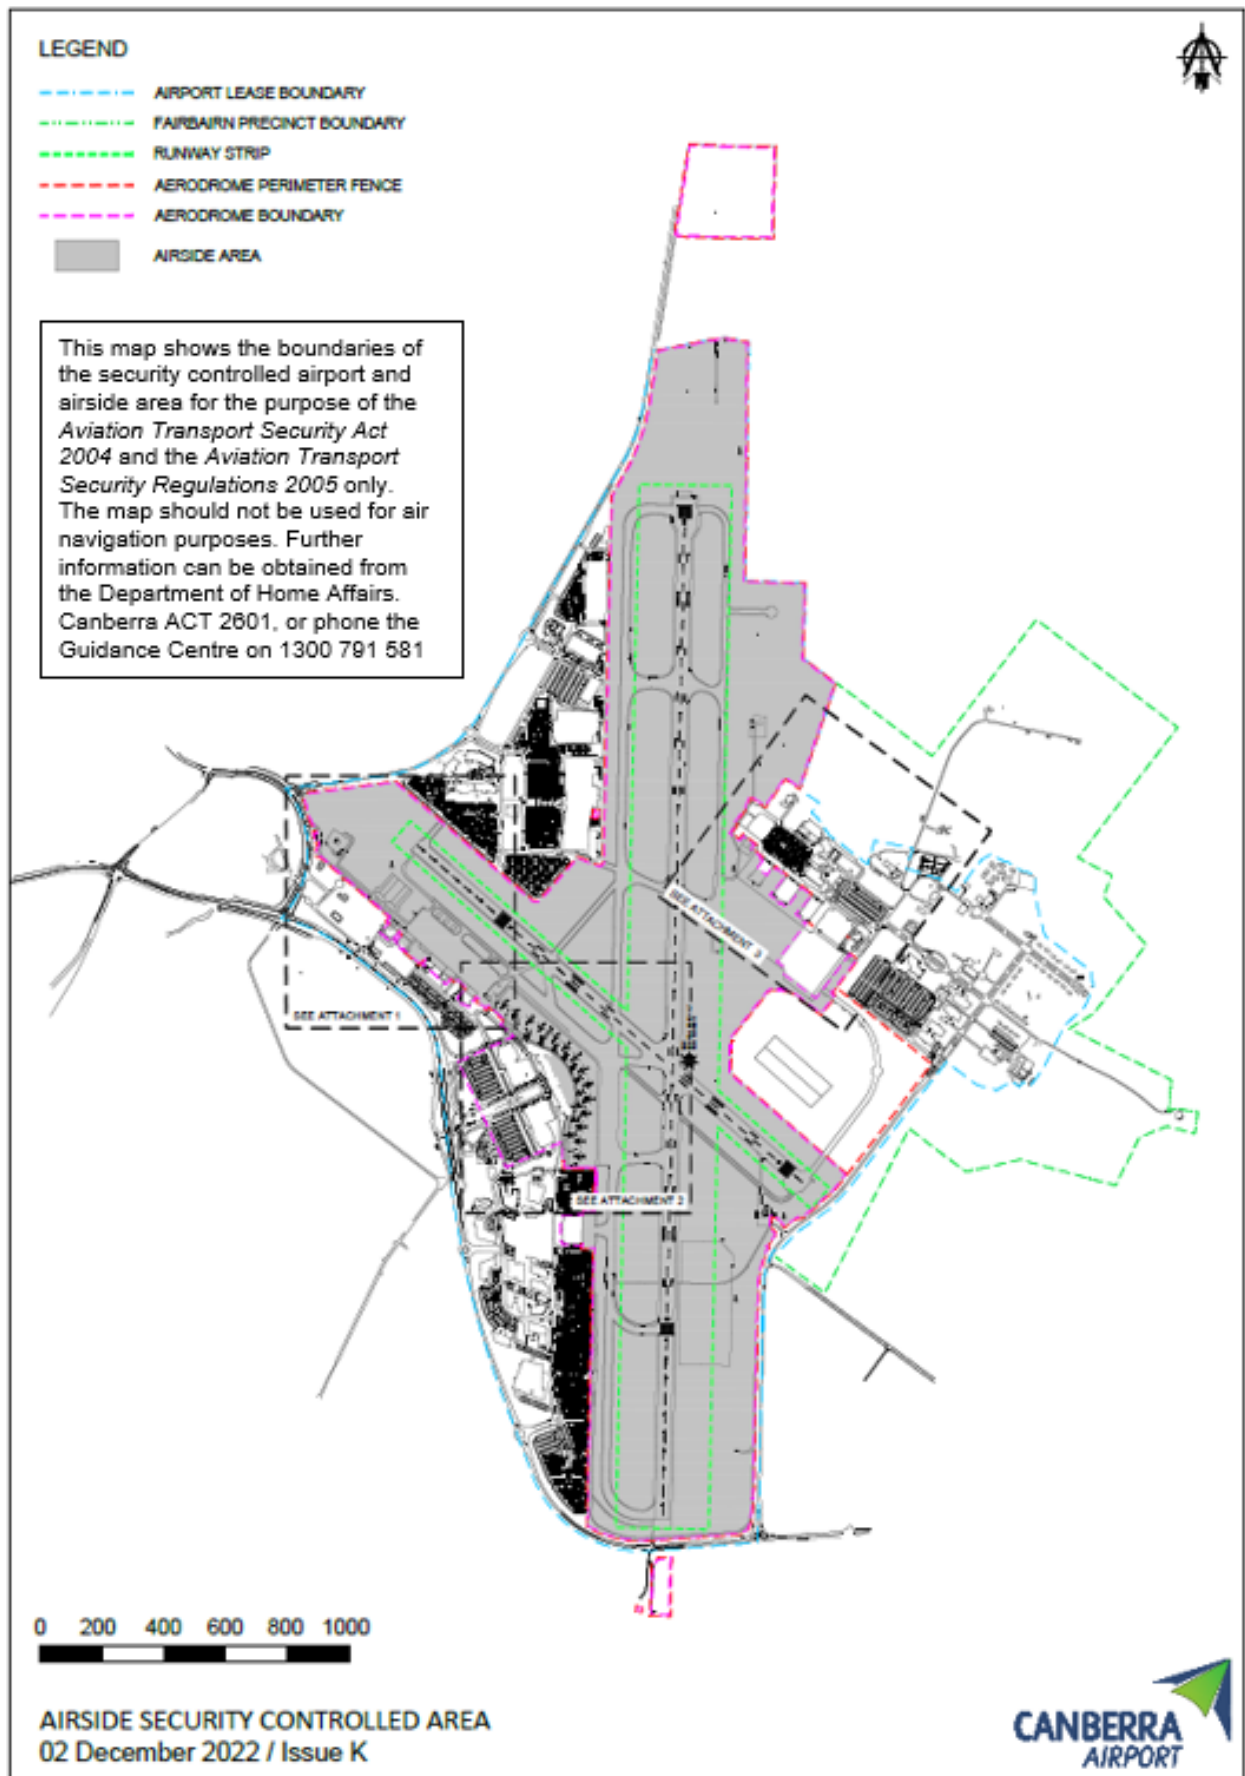 LEGEND
AIRPORT LEASE BOUNDARY
FAIRBAIRN PRECINCT BOUNDARY
RUNWAY STRIP
AERODROME PERIMETER FENCE
AERODROME BOUNDARY
AIRSIDE AREA
This map shows the boundaries of
the security controlled airport and
airside area for the purpose of the
Aviation Transport Security Act
2004 and the Aviation Transport
Security Regulations 2005 only.
The map should not be used for air
navigation purposes. Further
information can be obtained from
the Department of Home Affairs.
Canberra ACT 2601, or phone the
Guidance Centre on 1300 791 581
SEE ATTACHMENT 3
SEE ATTACHMENT 1
SEE ATTACHMENT 2
0 200 400 600 800 1000
AIRSIDE SECURITY CONTROLLED AREA
02 December 2022 / Issue K
CANBERRA
AIRPORT